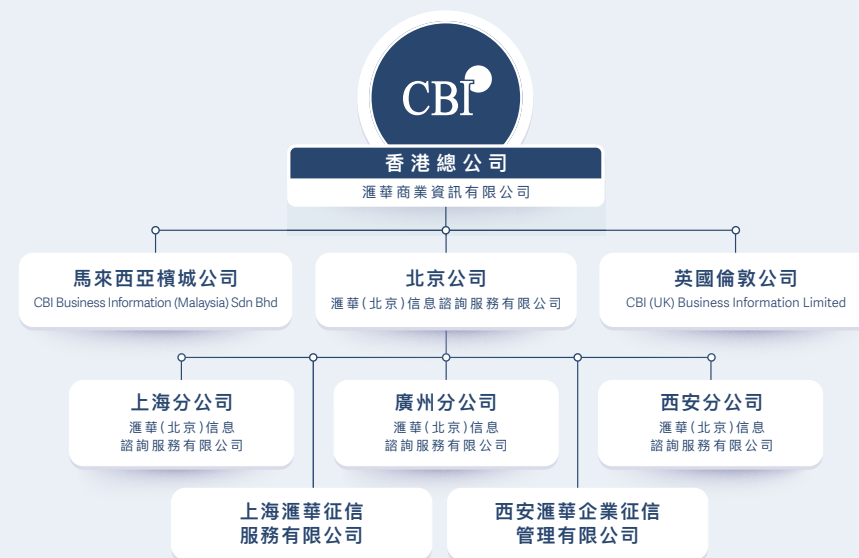 CBI
香港總公司
滙華商業資訊有限公司
馬來西亞檳城公司
CBI Business Information (Malaysia) Sdn Bhd
北京公司
滙華(北京)信息諮詢服務有限公司
英國倫敦公司
CBI (UK) Business Information Limited
上海分公司
滙華(北京)信息
諮詢服務有限公司
廣州分公司
滙華(北京)信息
諮詢服務有限公司
西安分公司
滙華(北京)信息
諮詢服務有限公司
上海滙華征信
服務有限公司
西安滙華企業征信
管理有限公司